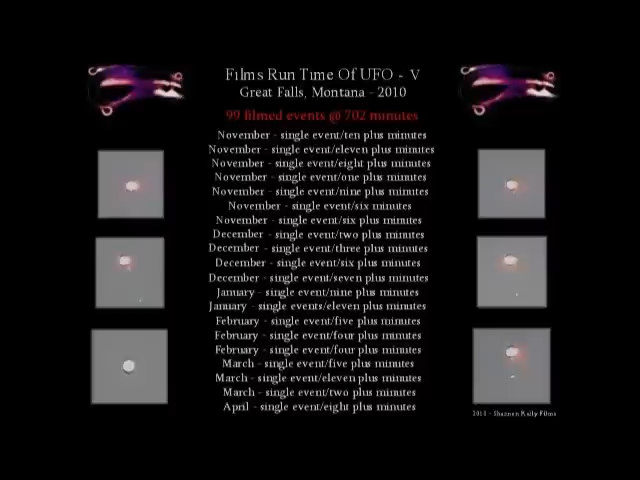 Films Run Time Of UFO - V
Great Falls, Montana - 2010
99 filmed events @ 702 minutes
November - single event/ten plus minutes
November - single event/eleven plus minutes
November - single event/eight plus minutes
November - single event/one plus minutes
November - single event/nine plus minutes
November - single event/six minutes
November - single event/six plus minutes
December - single event/two plus minutes
December - single event/three plus minutes
December - single event/six plus minutes
December - single event/seven plus minutes
January - single event/nine plus minutes
January - single events/eleven plus minutes
February - single event/five plus minutes
February - single event/four plus minutes
February - single event/four plus minutes
March - single event/five plus minutes
March - single event/eleven plus minutes
March - single event/two plus minutes
April - single event/eight plus minutes
Films